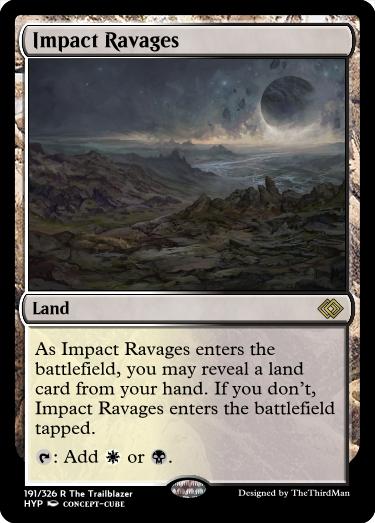 Impact Ravages
Land
As Impact Ravages enters the
battlefield, you may reveal a land
card from your hand. If you don't,
Impact Ravages enters the battlefield
tapped.
: Add or .
191/326 R The Trailblazer
HYP CONCEPT-CUBE
Designed by TheThirdMan